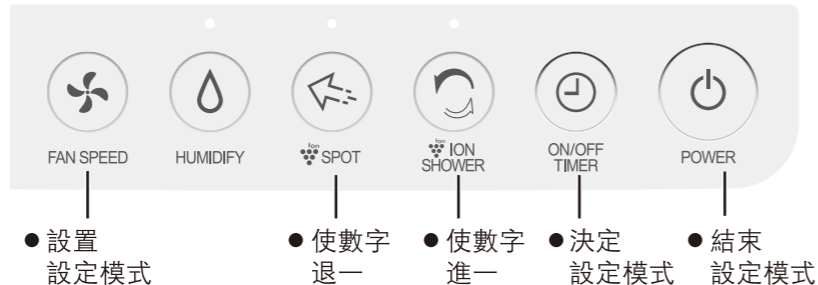 FAN SPEED
HUMIDIFY
ion
SPOT
ion
ION
SHOWER
ON/OFF
TIMER
POWER
● 設置
設定模式
● 使數字
退一
● 使數字
進一
● 決定
設定模式
● 結束
設定模式